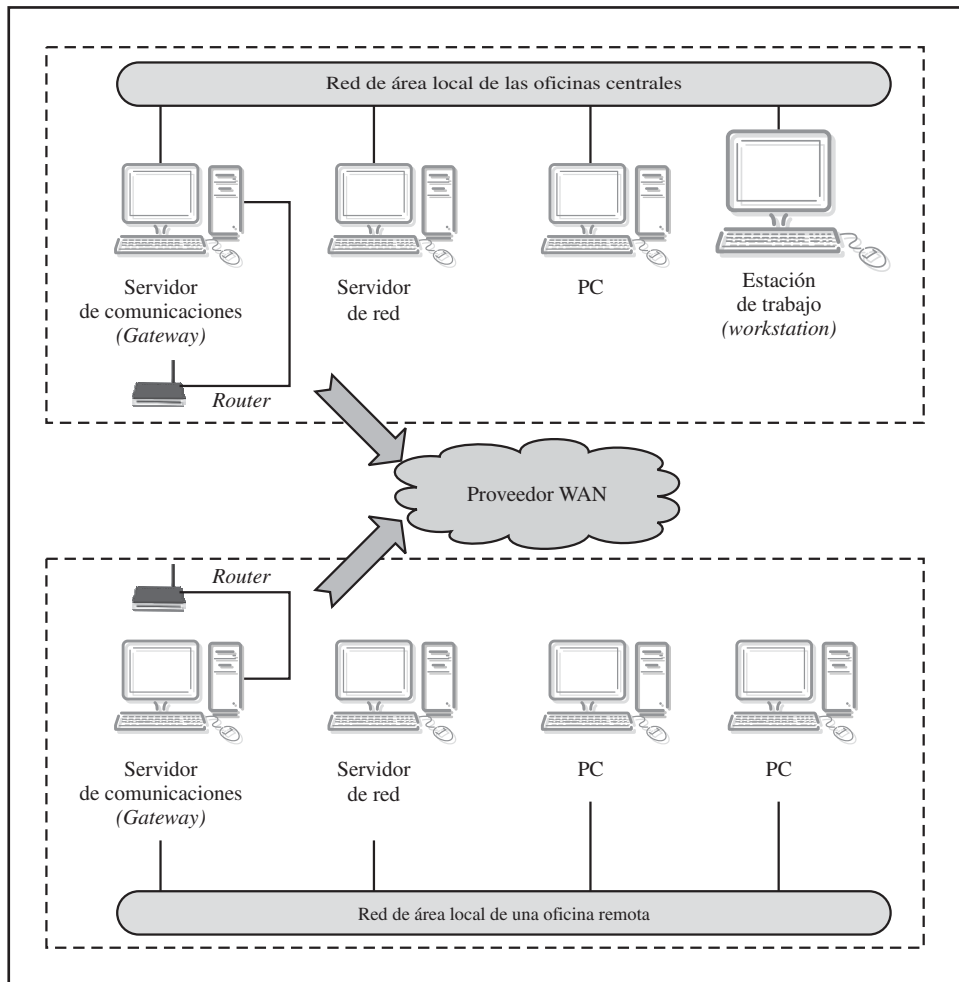 Red de área local de las oficinas centrales
Servidor
de comunicaciones
(Gateway)
Servidor
de red
PC
Estación
de trabajo
(workstation)
Router
Proveedor WAN
Router
Servidor
de comunicaciones
(Gateway)
Servidor
de red
PC
PC
Red de área local de una oficina remota